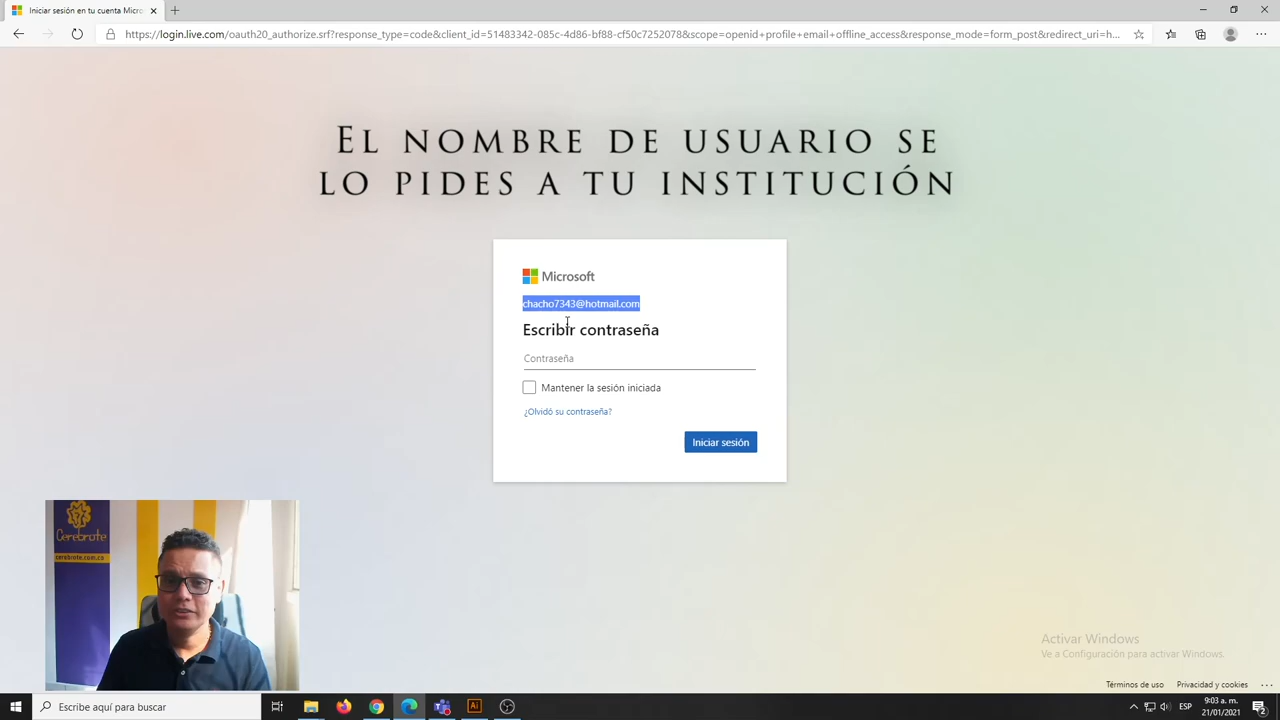 Iniciar sesión en tu cuenta Micro
https://login.live.com/oauth20_authorize.srf?response_type=code&client_id=51483342-085c-4d86-bf88-cf50c7252078&scope=openid+profile+email+offline_access&response_mode=form_post&redirect_uri=h...
EL NOMBRE DE USUARIO SE
LO PIDES A TU INSTITUCIÓN
Microsoft
chacho7343@hotmail.com
Escribir contraseña
Contraseña
Mantener la sesión iniciada
¿Olvidó su contraseña?
Iniciar sesión
Cerebrote
cerebrote.com.co
Activar Windows
Ve a Configuración para activar Windows.
Términos de uso
Privacidad y cookies
...
Escribe aquí para buscar
Ai
ESP
9:03 a. m.
21/01/2021
2